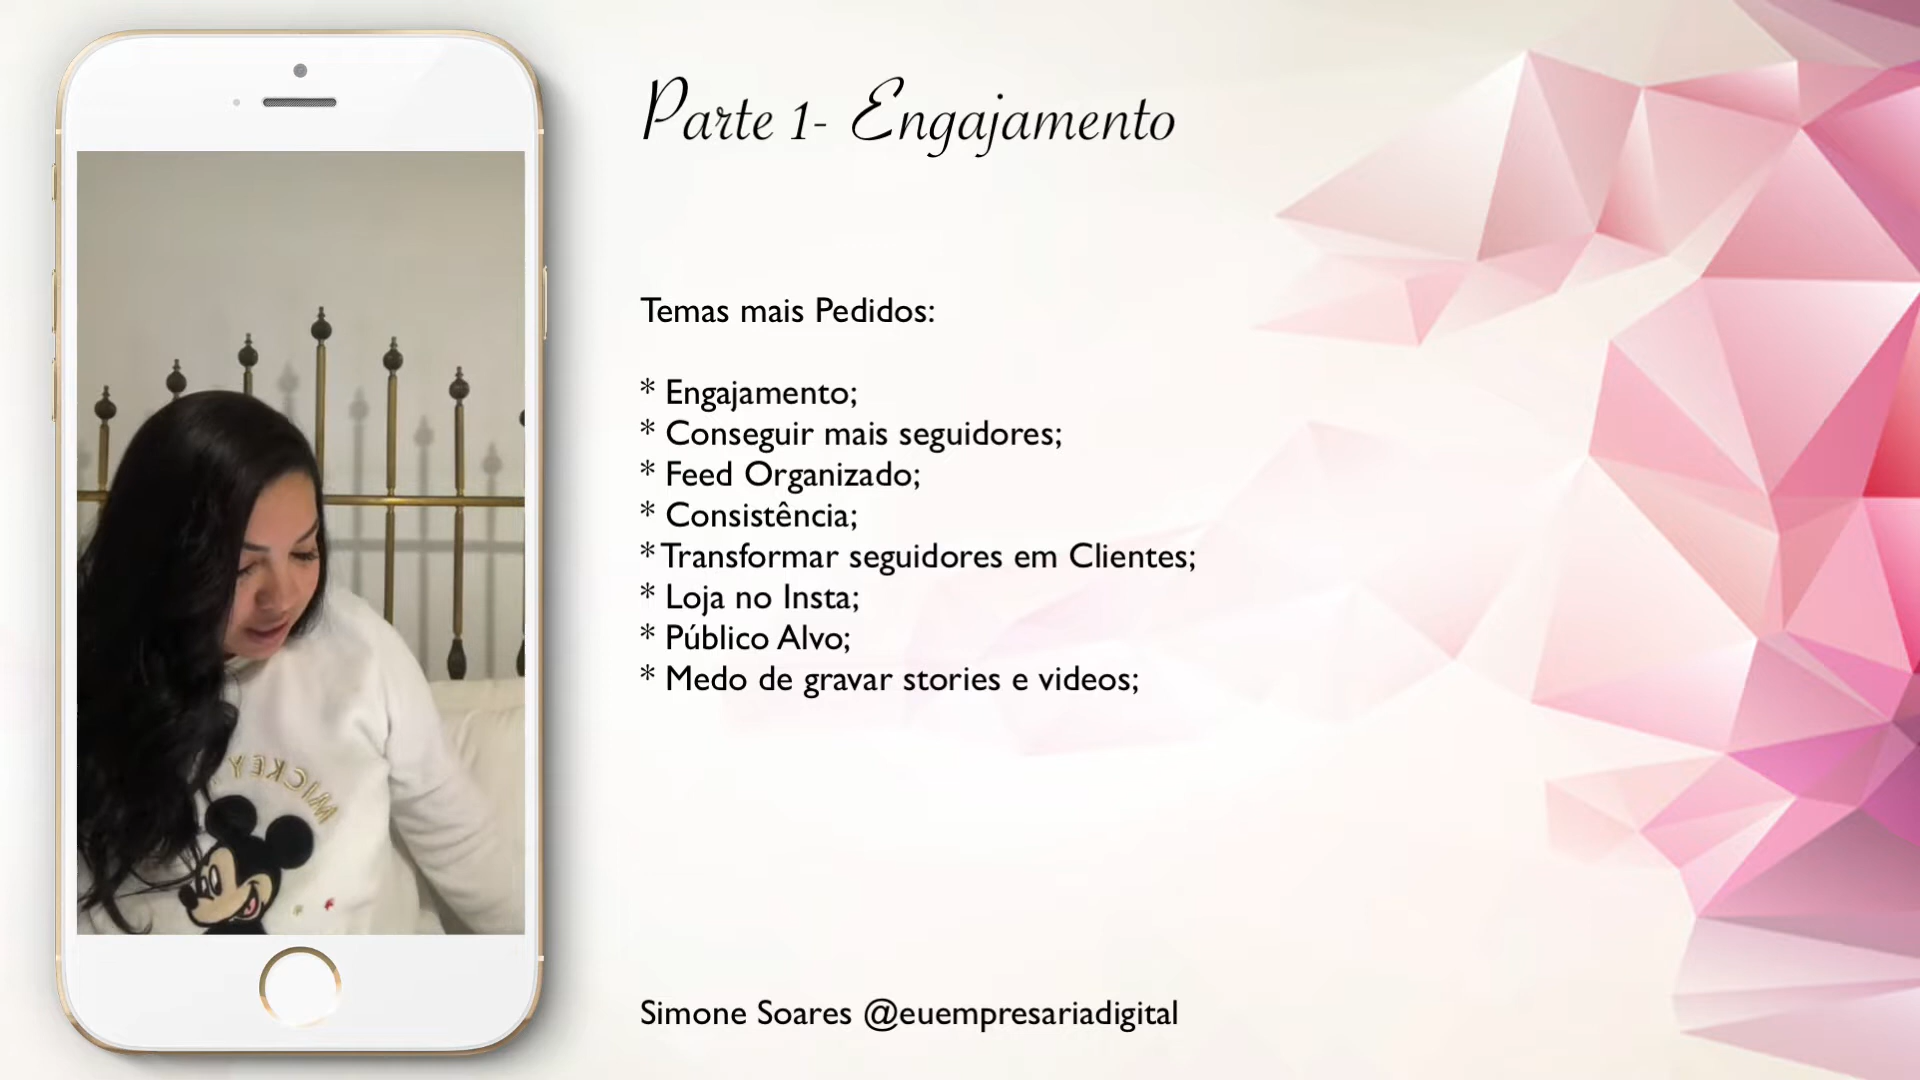 Parte 1- Engajamento
Temas mais Pedidos:
* Engajamento;
* Conseguir mais seguidores;
* Feed Organizado;
* Consistência;
* Transformar seguidores em Clientes;
* Loja no Insta;
* Público Alvo;
* Medo de gravar stories e videos;
MICKEY
Simone Soares @euempresariadigital